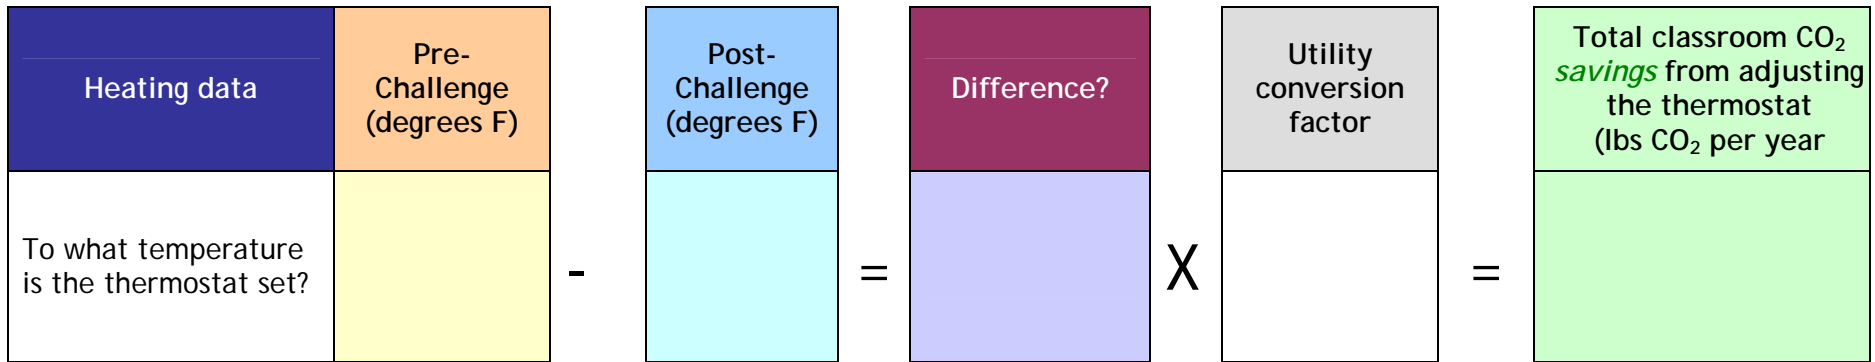 Heating data
Pre-
Challenge
(degrees F)
Post-
Challenge
(degrees F)
Difference?
Utility
conversion
factor
Total classroom CO₂
savings from adjusting
the thermostat
(lbs CO₂ per year
To what temperature
is the thermostat set?
-
=
X
=